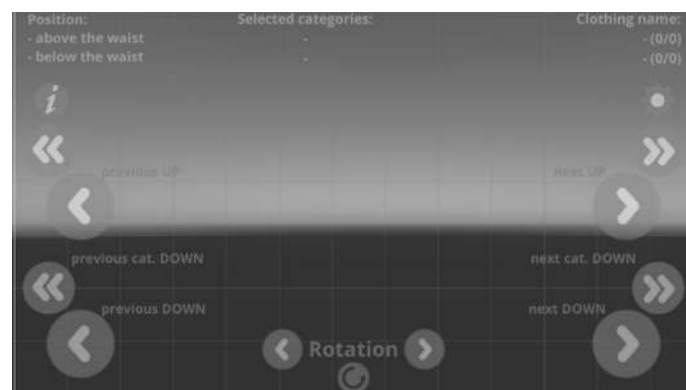 Position: Selected categories: Clothing name:
- above the waist - - (0/0)
- below the waist - - (0/0)
i
previous UP next UP
previous cat. DOWN next cat. DOWN
previous DOWN next DOWN
Rotation